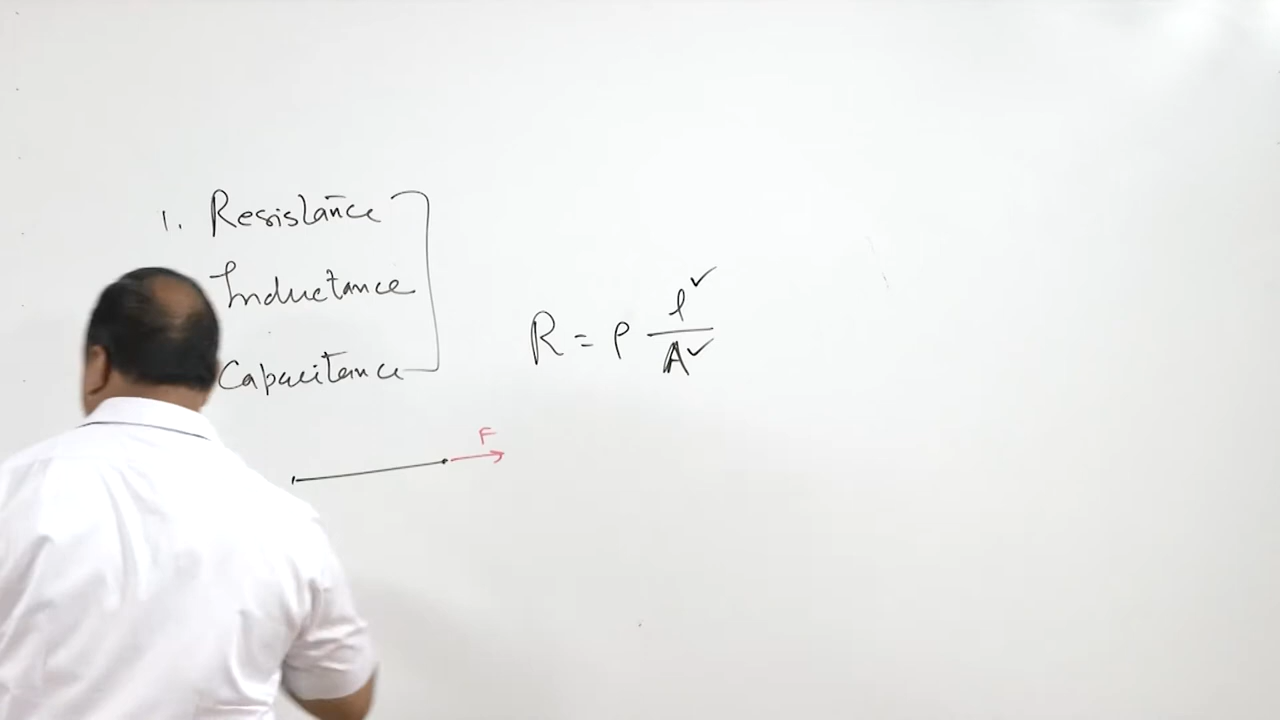 1. Resistance
Inductance
Capacitance
R = ρ l✓/A✓
F